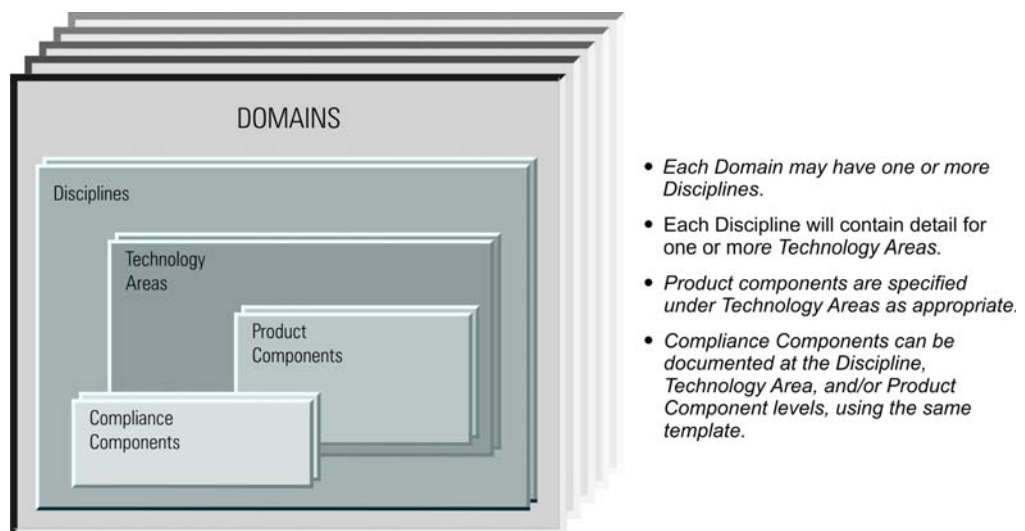 DOMAINS
Disciplines
Technology
Areas
Product
Components
Compliance
Components
• Each Domain may have one or more
Disciplines.
• Each Discipline will contain detail for
one or more Technology Areas.
• Product components are specified
under Technology Areas as appropriate.
• Compliance Components can be
documented at the Discipline,
Technology Area, and/or Product
Component levels, using the same
template.